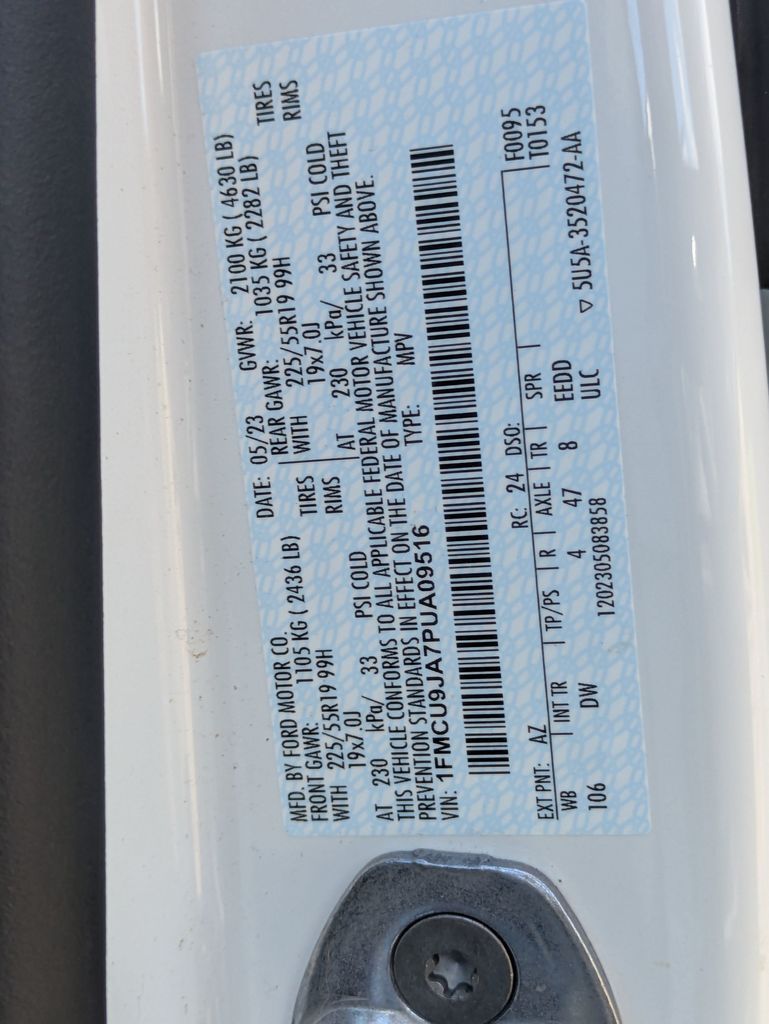 MFD. BY FORD MOTOR CO. DATE: 05/23 GVWR: 2100 KG ( 4630 LB)
FRONT GAWR: 1105 KG ( 2436 LB) REAR GAWR: 1035 KG ( 2282 LB)
WITH 225/55R19 99H TIRES WITH 225/55R19 99H TIRES
19x7.0J RIMS 19x7.0J RIMS
AT 230 kPa/ 33 PSI COLD AT 230 kPa/ 33 PSI COLD
THIS VEHICLE CONFORMS TO ALL APPLICABLE FEDERAL MOTOR VEHICLE SAFETY AND THEFT
PREVENTION STANDARDS IN EFFECT ON THE DATE OF MANUFACTURE SHOWN ABOVE.
VIN: 1FMCU9JA7PUA09516 TYPE: MPV
F0095
EXT PNT: AZ RC: 24 DSO: T0153
WB INT TR TP/PS R AXLE TR SPR
106 DW 4 47 8 EEDD
1202305083858 ULC ▽ 5U5A-3520472-AA